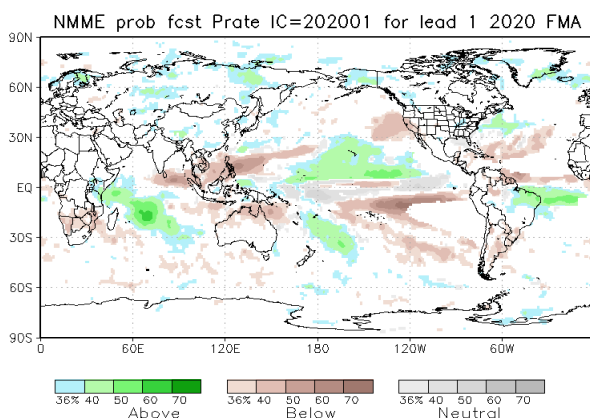 NMME prob fcst Prate IC=202001 for lead 1 2020 FMA
90N
60N
30N
EQ
30S
60S
90S
0 60E 120E 180 120W 60W
36% 40 50 60 70 36% 40 50 60 70 36% 40 50 60 70
Above Below Neutral